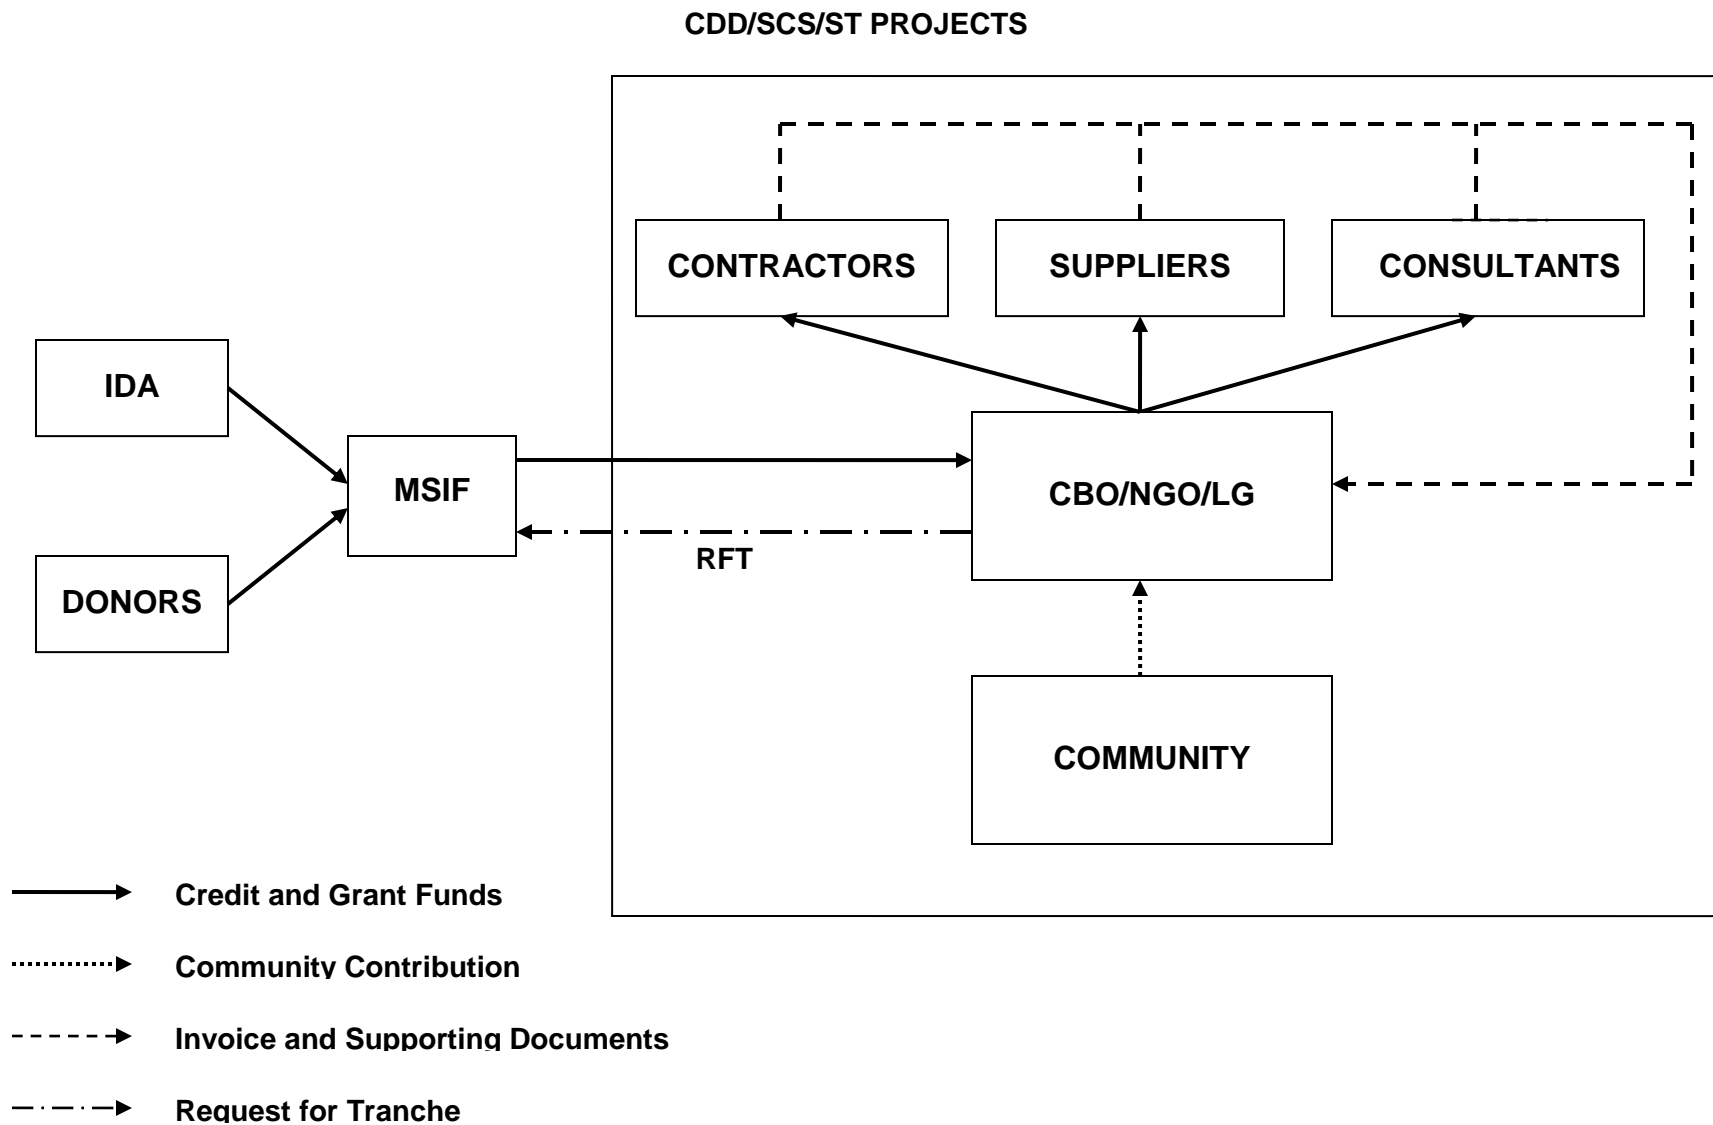 CDD/SCS/ST PROJECTS
CONTRACTORS
SUPPLIERS
CONSULTANTS
IDA
MSIF
CBO/NGO/LG
RFT
DONORS
COMMUNITY
Credit and Grant Funds
Community Contribution
Invoice and Supporting Documents
Request for Tranche